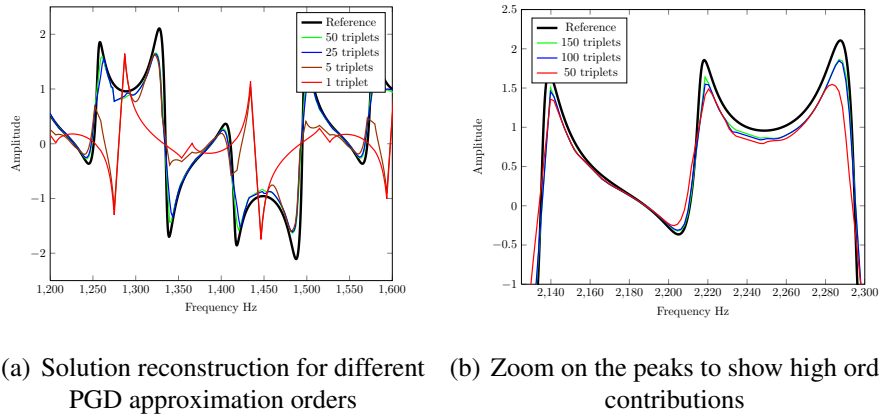 Reference
50 triplets
25 triplets
5 triplets
1 triplet
2
1
0
−1
−2
Amplitude
1,200 1,250 1,300 1,350 1,400 1,450 1,500 1,550 1,600
Frequency Hz
Reference
150 triplets
100 triplets
50 triplets
2.5
2
1.5
1
0.5
0
−0.5
−1
Amplitude
2,140 2,160 2,180 2,200 2,220 2,240 2,260 2,280 2,300
Frequency Hz
(a) Solution reconstruction for different
PGD approximation orders
(b) Zoom on the peaks to show high ord
contributions